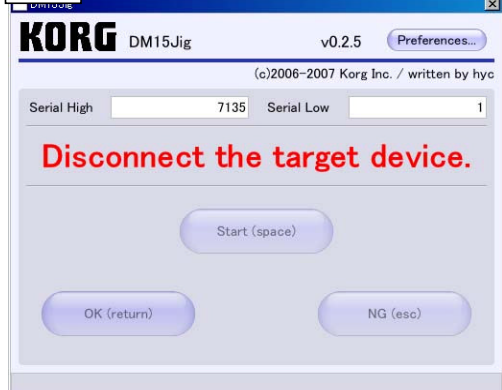 DM15Jig
KORG DM15Jig v0.2.5 Preferences...
(c)2006-2007 Korg Inc. / written by hyc
Serial High 7135 Serial Low 1
Disconnect the target device.
Start (space)
OK (return) NG (esc)